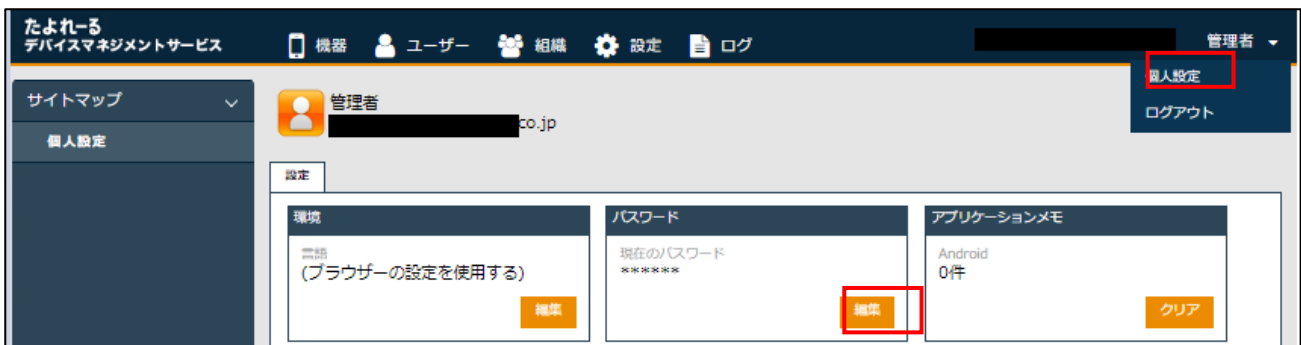 たよれーる
デバイスマネジメントサービス
機器 ユーザー 組織 設定 ログ
管理者
個人設定
ログアウト
サイトマップ
個人設定
管理者
co.jp
設定
環境
言語
(ブラウザーの設定を使用する)
編集
パスワード
現在のパスワード
******
編集
アプリケーションメモ
Android
0件
クリア